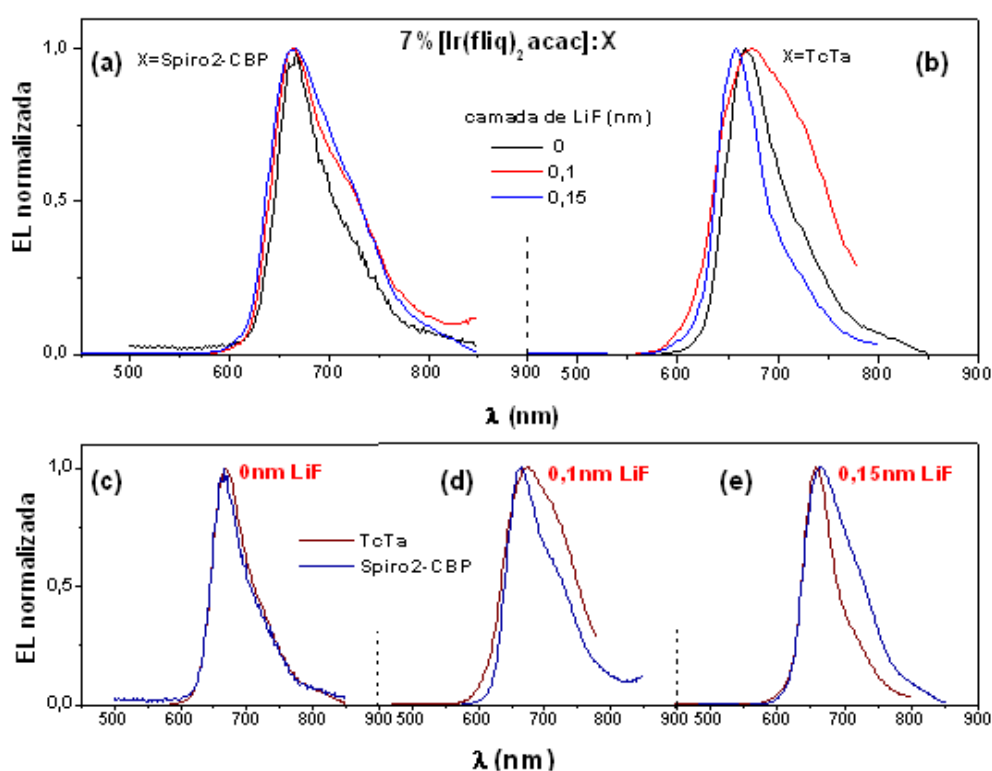 7%[Ir(fliq)2 acac]:X
(a) X=Spiro2-CBP
X=TcTa (b)
camada de LiF (nm)
0
0,1
0,15
EL normalizada
1,0
0,5
0,0
500 600 700 800 900 500 600 700 800 900
λ (nm)
(c) 0nm LiF
(d) 0,1nm LiF
(e) 0,15nm LiF
TcTa
Spiro2-CBP
EL normalizada
1,0
0,5
0,0
500 600 700 800 900 500 600 700 800 900 500 600 700 800 900
λ (nm)